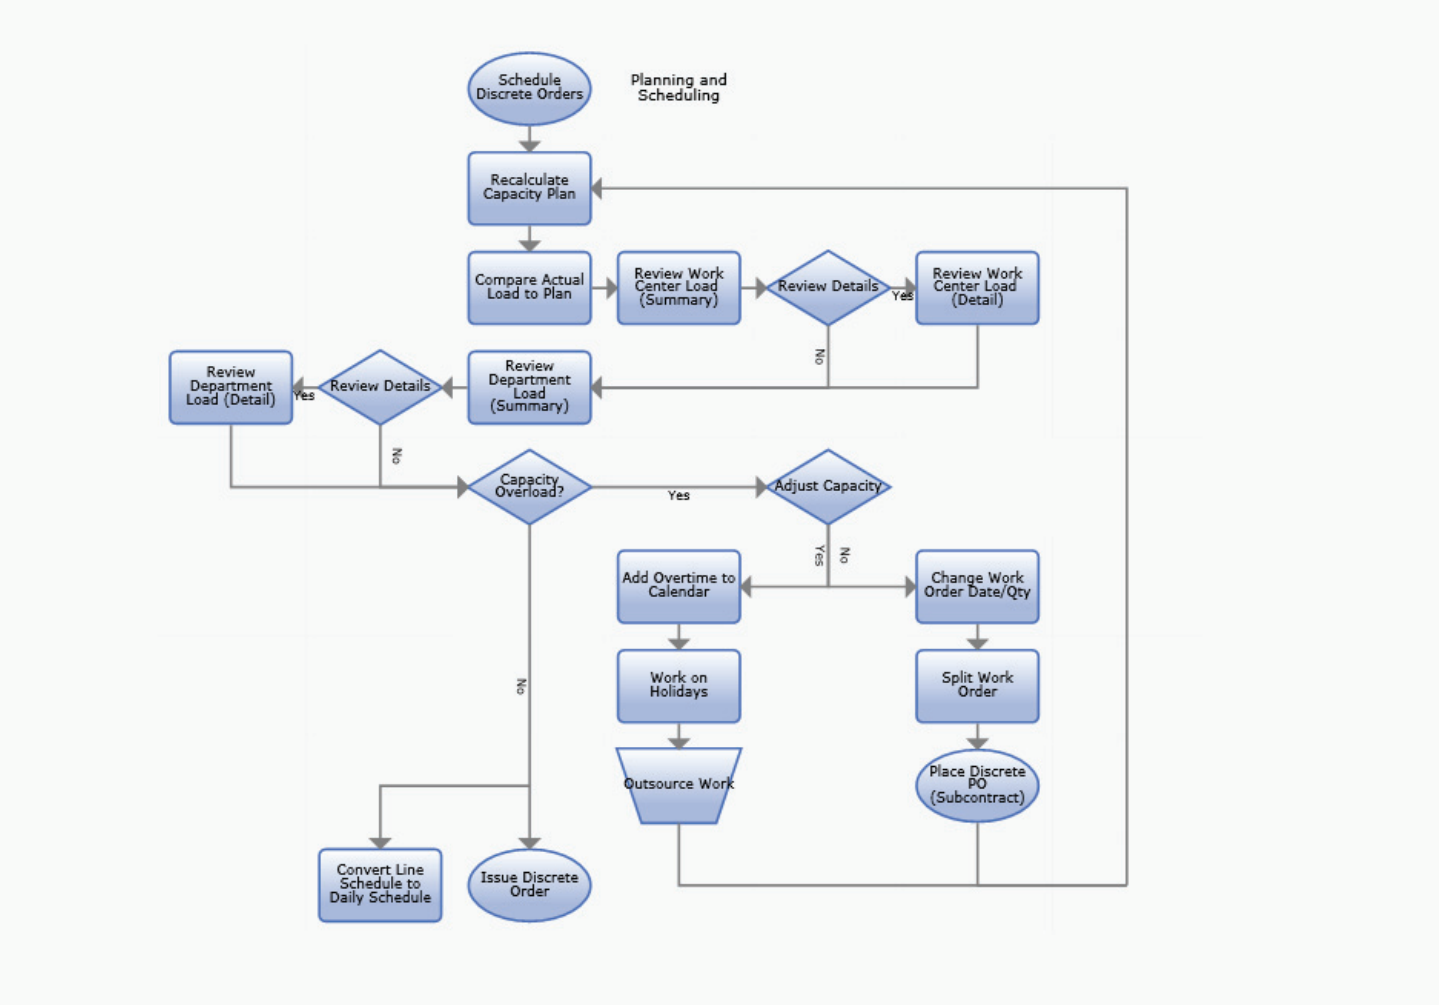 Schedule
Discrete Orders
Planning and
Scheduling
Recalculate
Capacity Plan
Compare Actual
Load to Plan
Review Work
Center Load
(Summary)
Review Details
Yes
Review Work
Center Load
(Detail)
No
Review
Department
Load (Detail)
Yes
Review Details
Review
Department
Load
(Summary)
No
Capacity
Overload?
Yes
Adjust Capacity
Yes
No
Add Overtime to
Calendar
Change Work
Order Date/Qty
No
Work on
Holidays
Split Work
Order
Outsource Work
Place Discrete
PO
(Subcontract)
Convert Line
Schedule to
Daily Schedule
Issue Discrete
Order